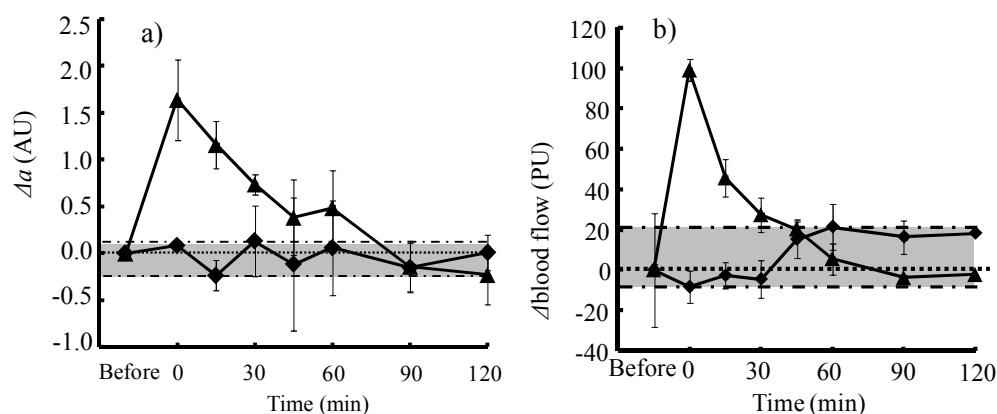 a)
2.5
2.0
1.5
1.0
0.5
0.0
-0.5
-1.0
Δa (AU)
Before 0 30 60 90 120
Time (min)
b)
120
100
80
60
40
20
0
-20
-40
Δblood flow (PU)
Before 0 30 60 90 120
Time (min)